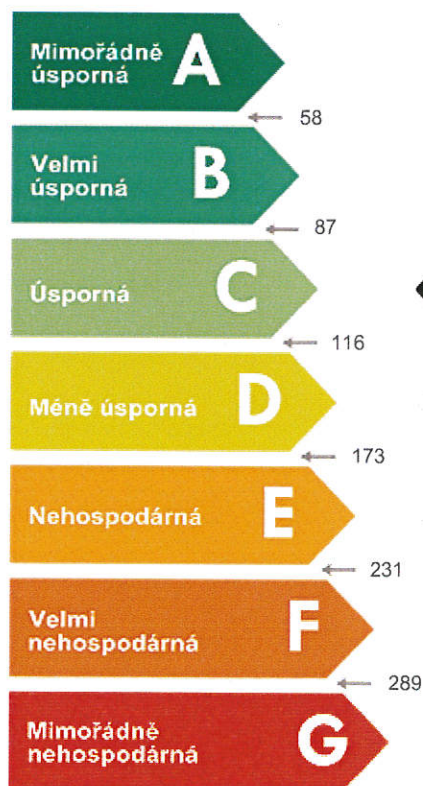 Mimořádně
úsporná
A
58
Velmi
úsporná
B
87
Úsporná
C
116
Méně úsporná
D
173
Nehospodárná
E
231
Velmi
nehospodárná
F
289
Mimořádně
nehospodárná
G